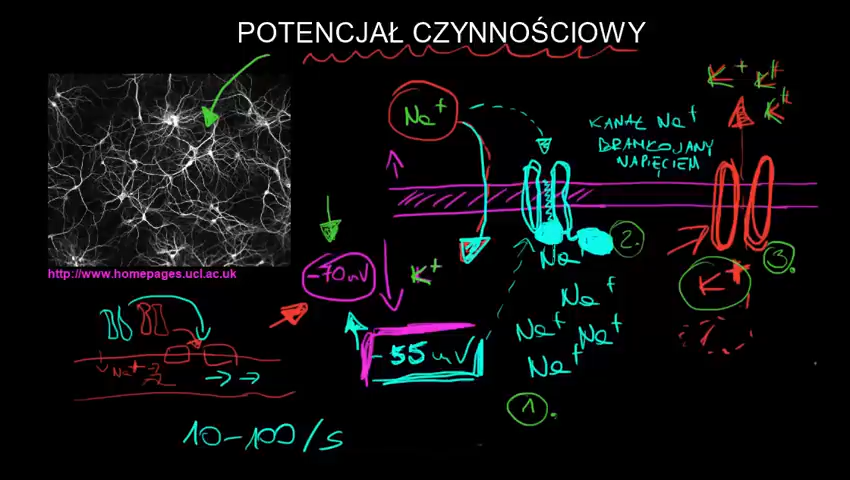 POTENCJAŁ CZYNNOŚCIOWY
K+ K+
K+
Na+
KANAŁ Na+
BRAMKOJANY
NAPIĘCIEM
2.
Na+
3.
http://www.homepages.ucl.ac.uk
-70mV
K+
K+
Na+
Na+ Na+
Na+
-55mV
Na+
1.
10-100/s